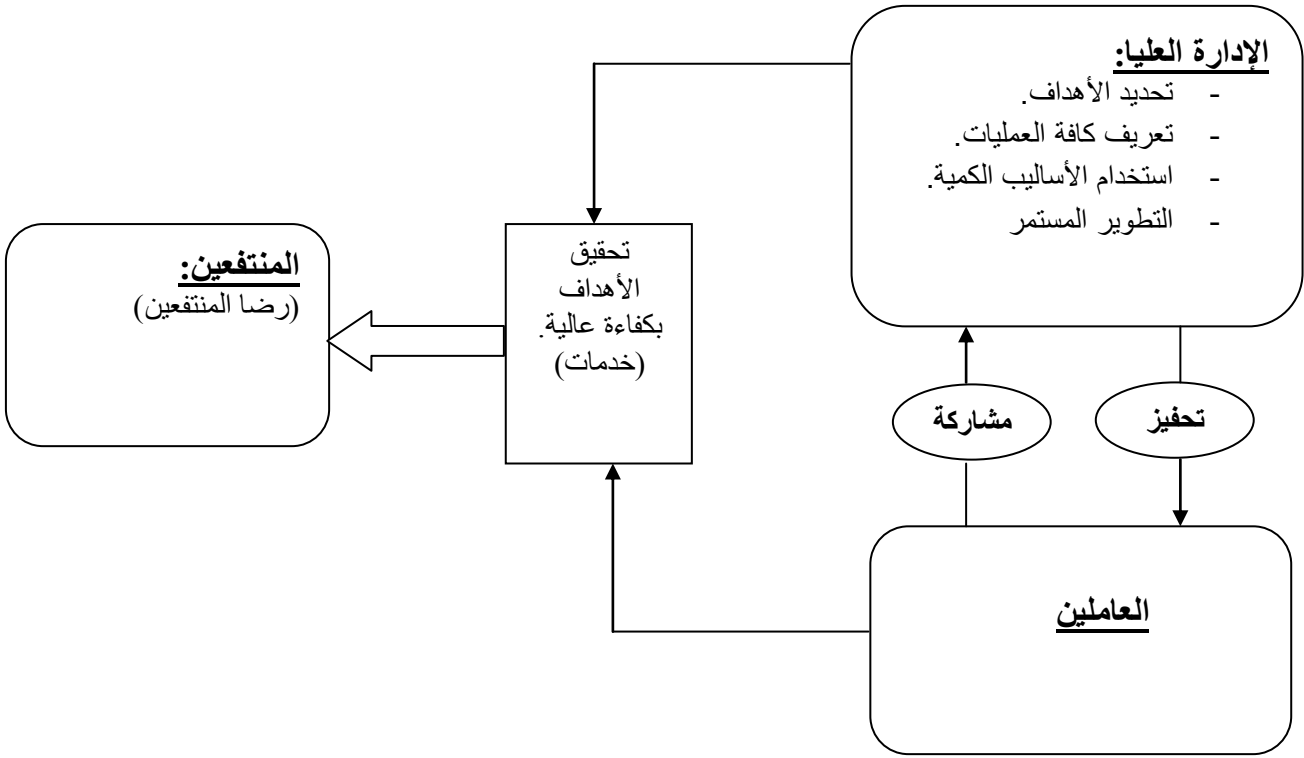 الإدارة العليا:
- تحديد الأهداف.
- تعريف كافة العمليات.
- استخدام الأساليب الكمية.
- التطوير المستمر
تحقيق
الأهداف
بكفاءة عالية.
(خدمات)
المنتفعين:
(رضا المنتفعين)
تحفيز
مشاركة
العاملين